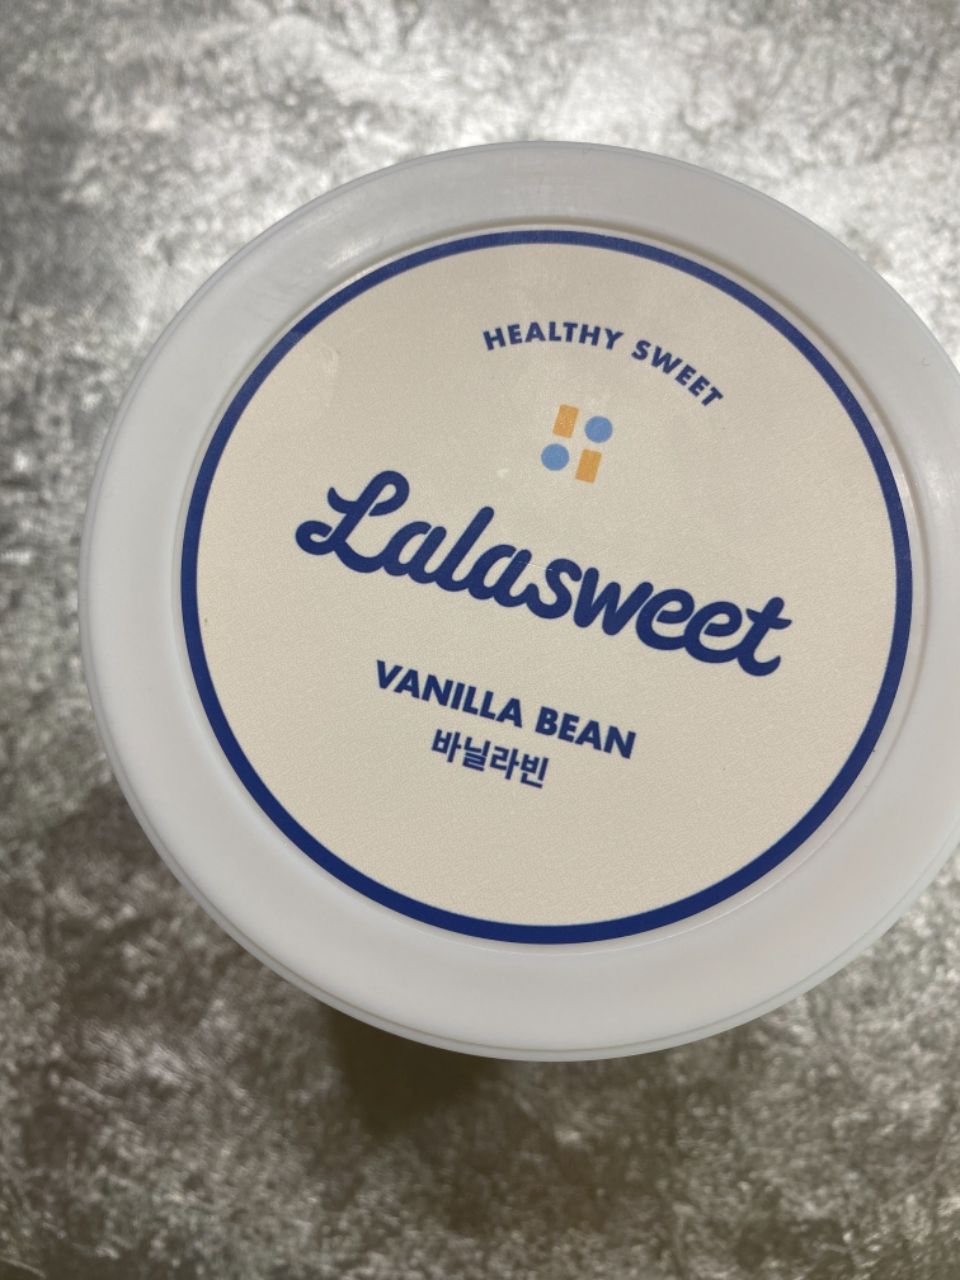 HEALTHY SWEET
Lalasweet
VANILLA BEAN
바닐라빈